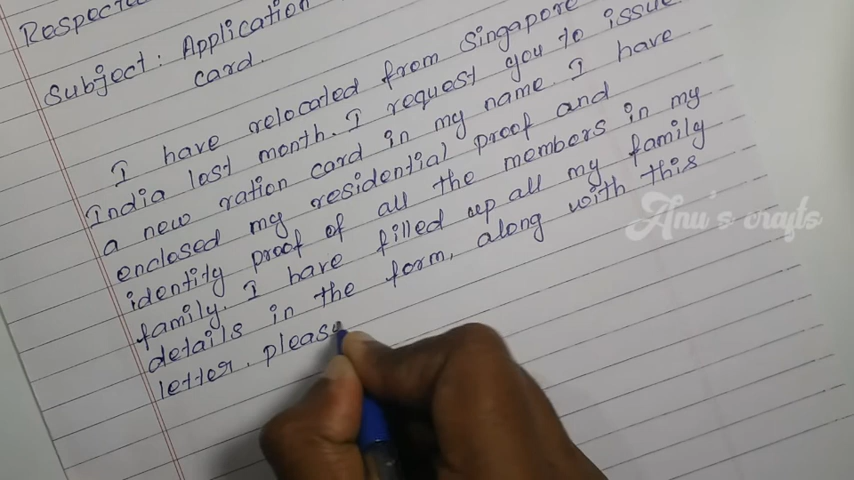 Subject: Application
card.
I have relocated from Singapore
India last month. I request you to issue
a new ration card in my name. I have
enclosed my residential proof and
identity proof of all the members in my
family. I have filled up all my family
details in the form, along with this
letter. please
Anu's crafts